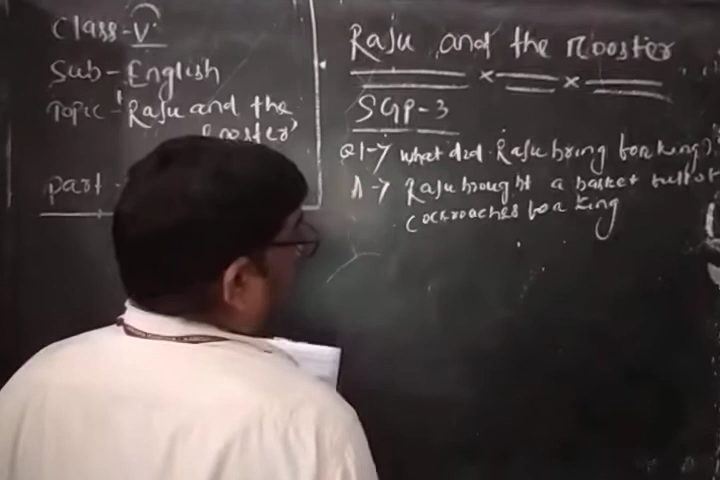 Class-V
Sub-English
Topic-'Raju and the
Rooster'
part-
Raju and the Rooster
SGP-3
Q1-> what did Raju bring for king?
A-> Raju brought a basket full of
cockroaches for king